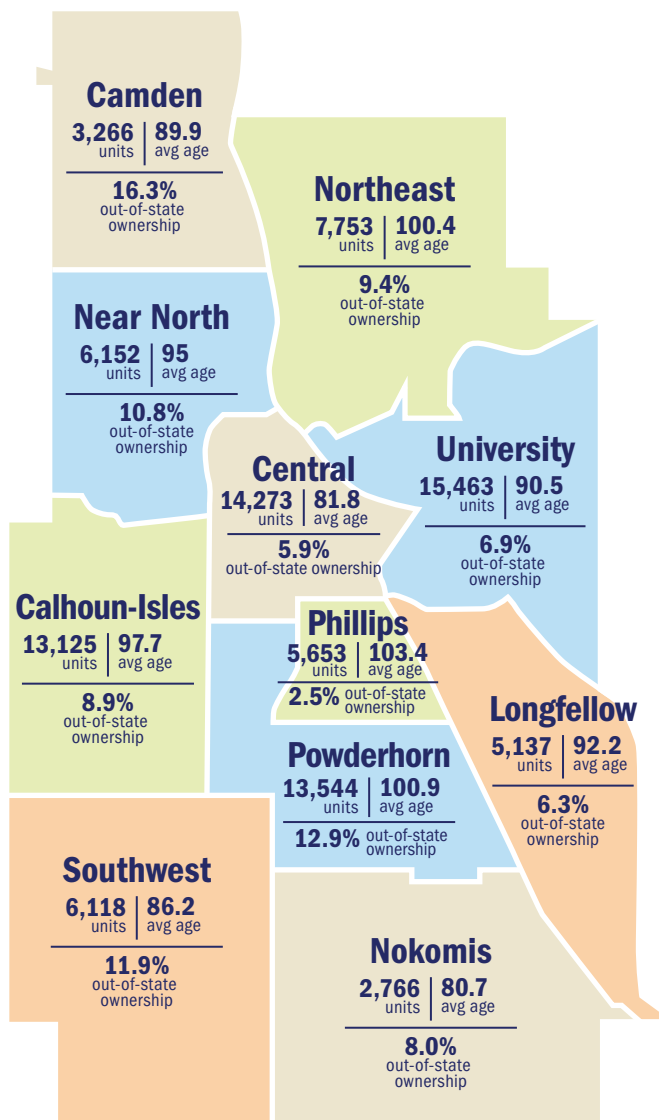 Camden
3,266 | 89.9
units avg age
16.3%
out-of-state
ownership
Northeast
7,753 | 100.4
units avg age
9.4%
out-of-state
ownership
Near North
6,152 | 95
units avg age
10.8%
out-of-state
ownership
Central
14,273 | 81.8
units avg age
5.9%
out-of-state ownership
University
15,463 | 90.5
units avg age
6.9%
out-of-state
ownership
Calhoun-Isles
13,125 | 97.7
units avg age
8.9%
out-of-state
ownership
Phillips
5,653 | 103.4
units avg age
2.5% out-of-state
ownership
Longfellow
5,137 | 92.2
units avg age
6.3%
out-of-state
ownership
Powderhorn
13,544 | 100.9
units avg age
12.9% out-of-state
ownership
Southwest
6,118 | 86.2
units avg age
11.9%
out-of-state
ownership
Nokomis
2,766 | 80.7
units avg age
8.0%
out-of-state
ownership